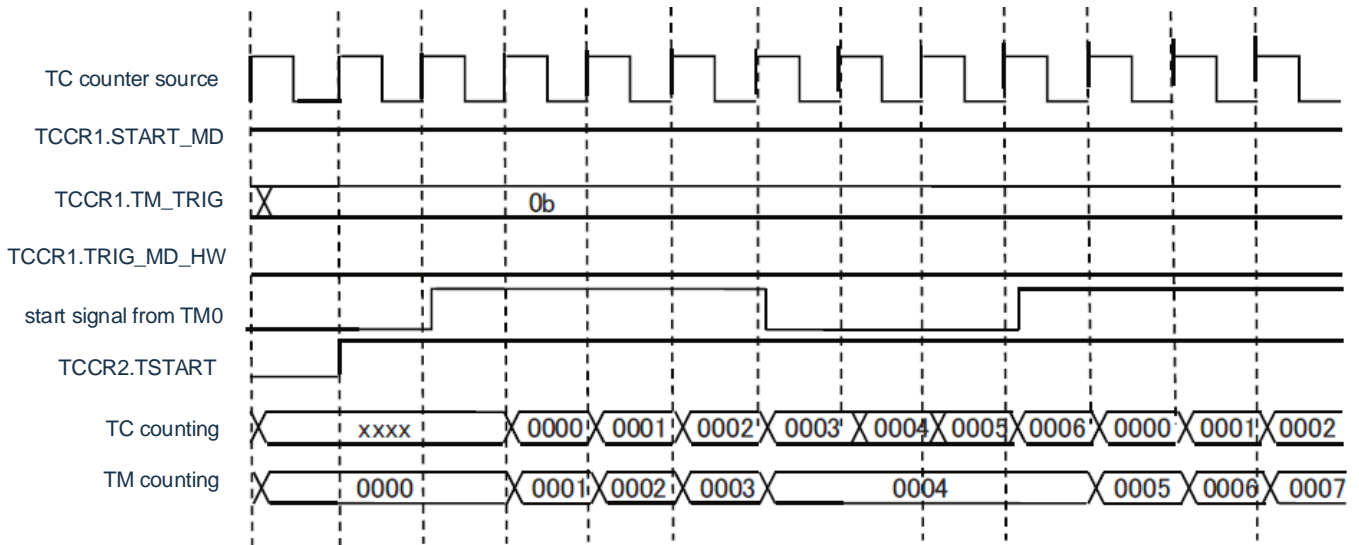 TC counter source
TCCR1.START_MD
TCCR1.TM_TRIG 0b
TCCR1.TRIG_MD_HW
start signal from TM0
TCCR2.TSTART
TC counting xxxx 0000 0001 0002 0003 0004 0005 0006 0000 0001 0002
TM counting 0000 0001 0002 0003 0004 0005 0006 0007